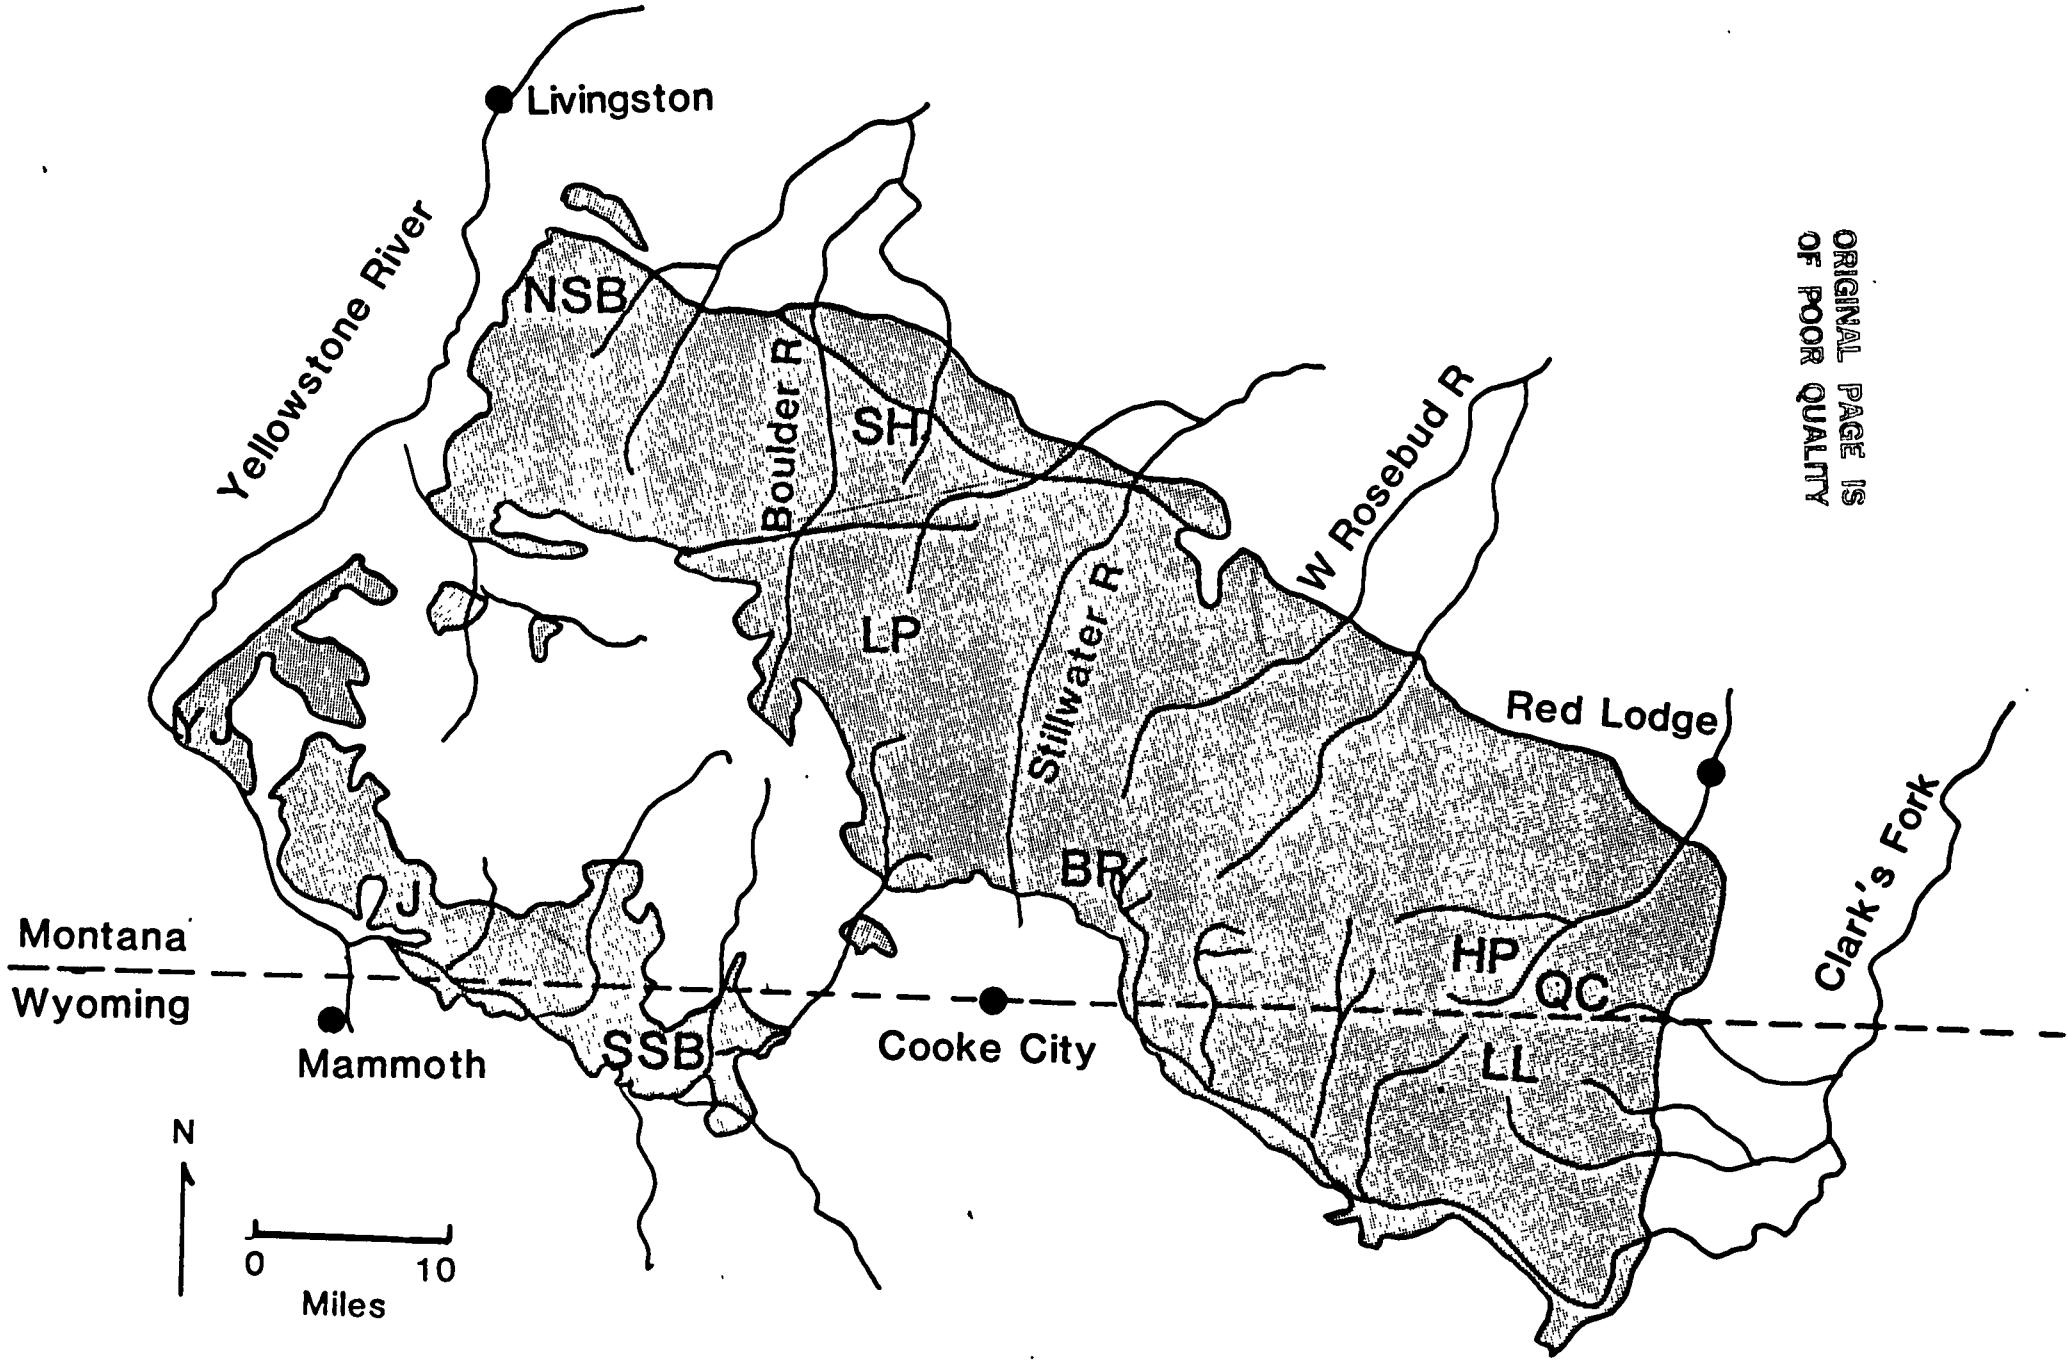 Livingston
Yellowstone River
NSB
Boulder R
SH
W Rosebud R
ORIGINAL PAGE IS
OF POOR QUALITY
LP
Stillwater R
YJ
Red Lodge
BR
J
Clark's Fork
Montana
Wyoming
HP
QC
Mammoth
SSB
Cooke City
LL
N
0 10
Miles